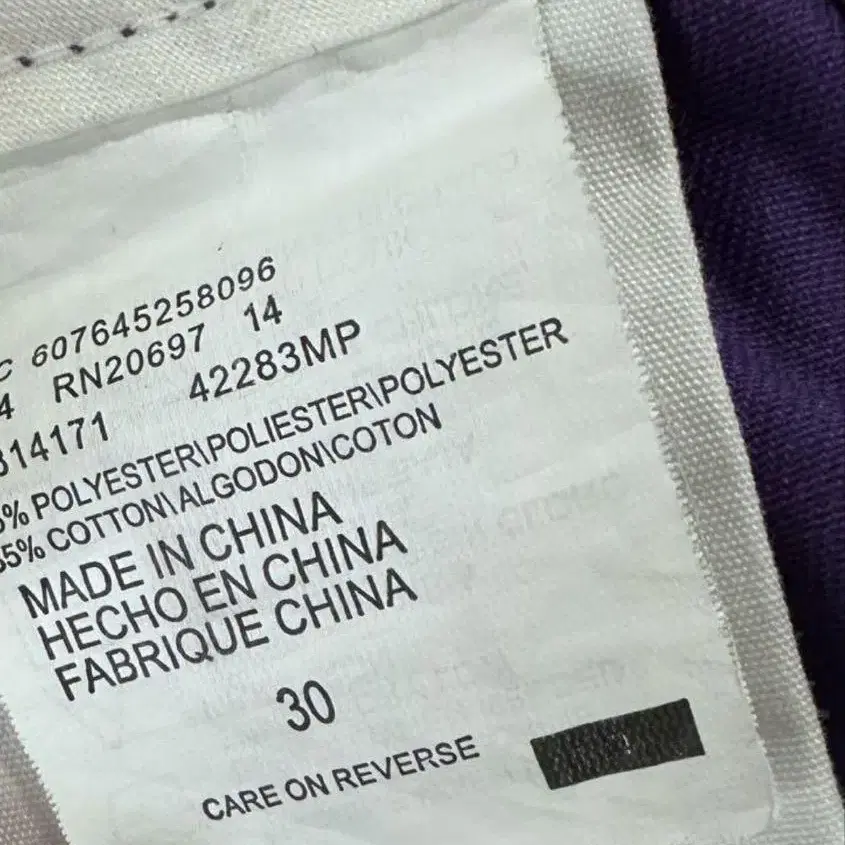 C 607645258096
4 RN20697 14
314171 42283MP
5% POLYESTER\POLIESTER\POLYESTER
35% COTTON\ALGODON\COTON
MADE IN CHINA
HECHO EN CHINA
FABRIQUE CHINA
30
CARE ON REVERSE